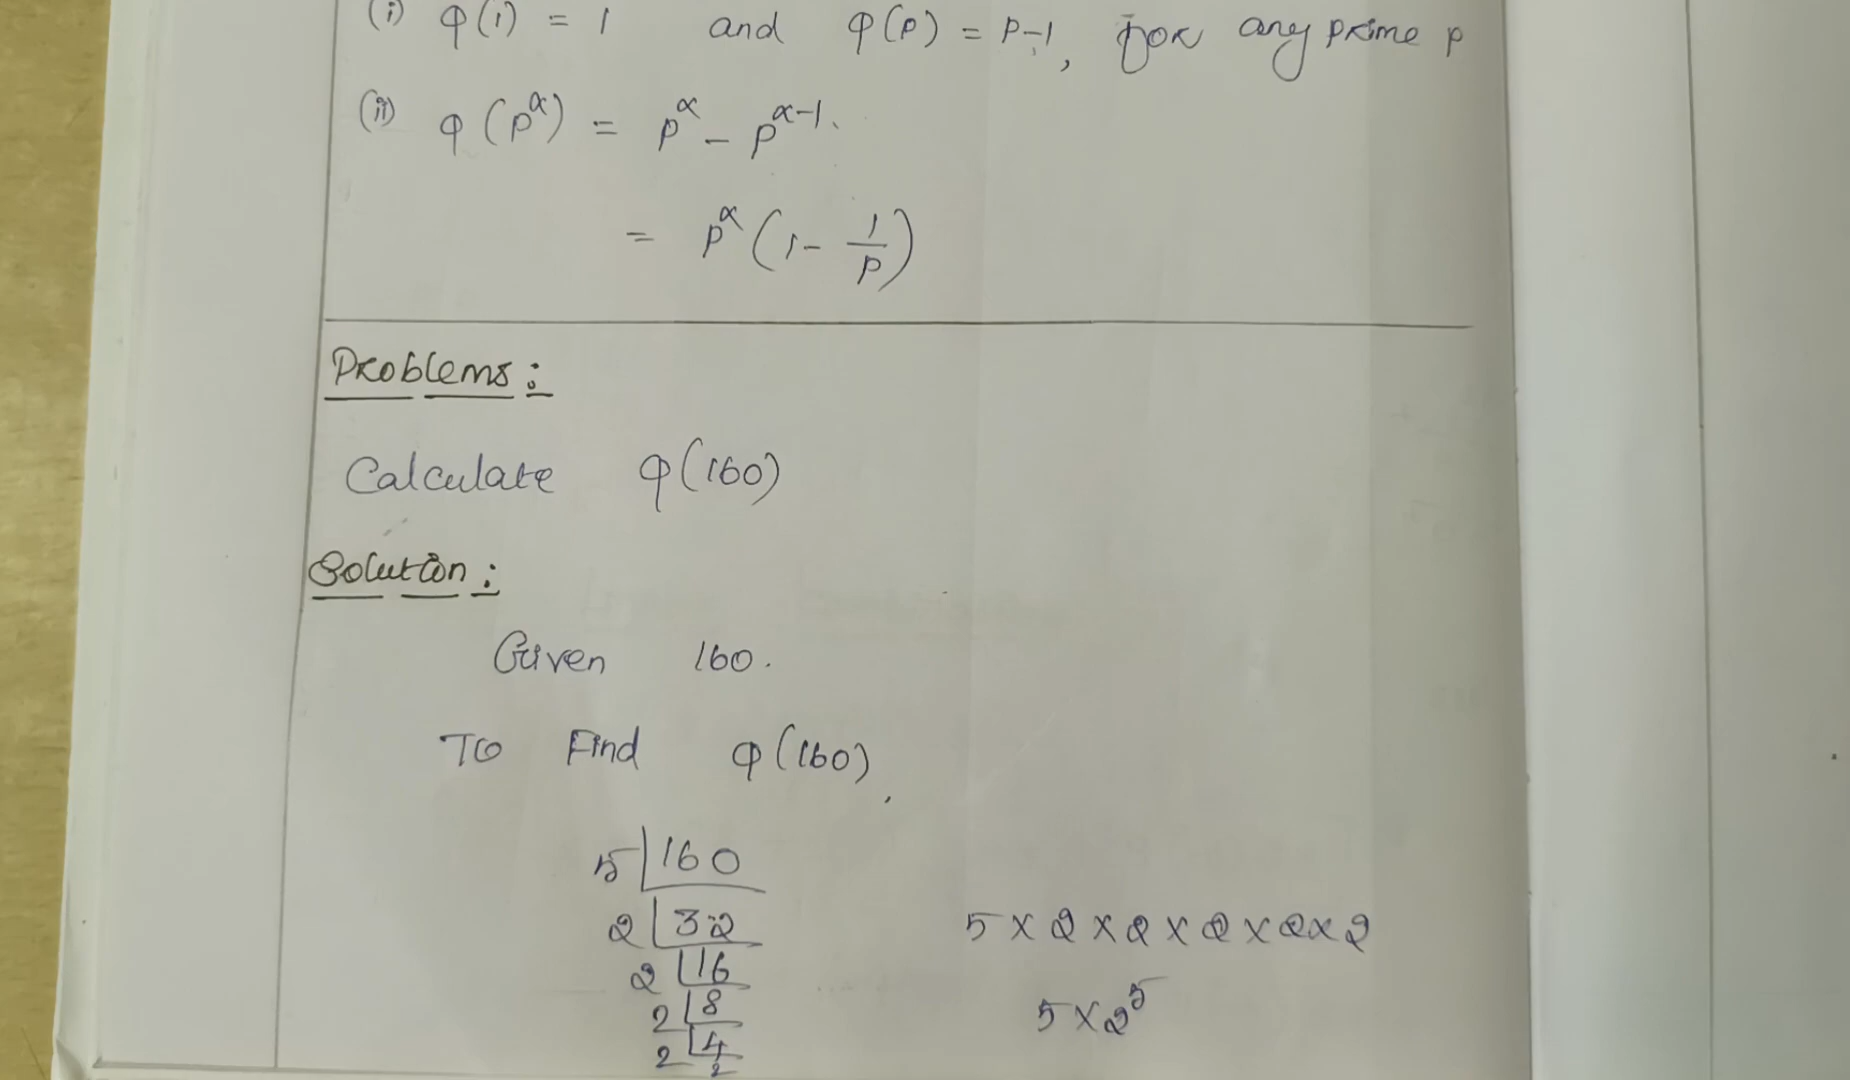 (i) φ(1) = 1 and φ(p) = p-1, for any prime p
(ii) φ(p^α) = p^α - p^(α-1).
= p^α (1 - 1/p)
Problems:
Calculate φ(160)
Solution:
Given 160.
To Find φ(160),
5 | 160
2 | 32 5 × 2 × 2 × 2 × 2 × 2
2 | 16
2 | 8 5 × 2^5
2 | 4
2